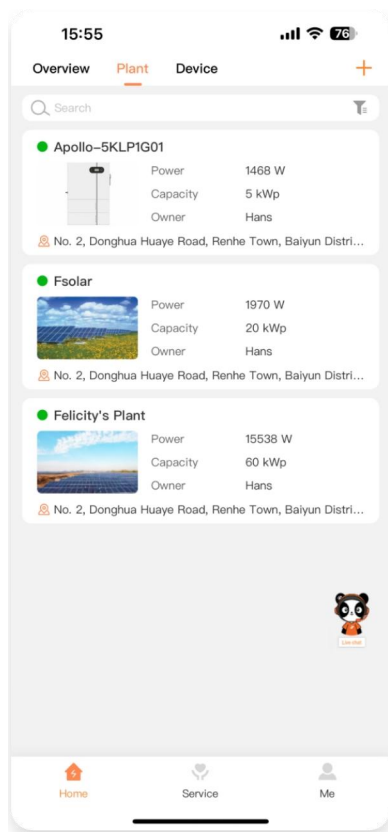 15:55
76
Overview Plant Device
Search
Apollo-5KLP1G01
Power 1468 W
Capacity 5 kWp
Owner Hans
No. 2, Donghua Huaye Road, Renhe Town, Baiyun Distri...
Fsolar
Power 1970 W
Capacity 20 kWp
Owner Hans
No. 2, Donghua Huaye Road, Renhe Town, Baiyun Distri...
Felicity's Plant
Power 15538 W
Capacity 60 kWp
Owner Hans
No. 2, Donghua Huaye Road, Renhe Town, Baiyun Distri...
Live chat
Home Service Me